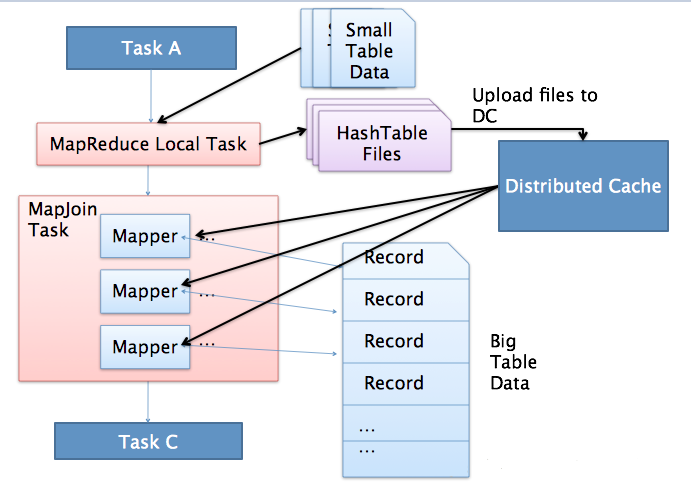 Task A
Small
Table
Data
S
T
Upload files to
DC
MapReduce Local Task
HashTable
Files
Distributed Cache
MapJoin
Task
Mapper
...
Mapper
...
Mapper
...
Record
Record
Record
Record
...
...
Big
Table
Data
Task C